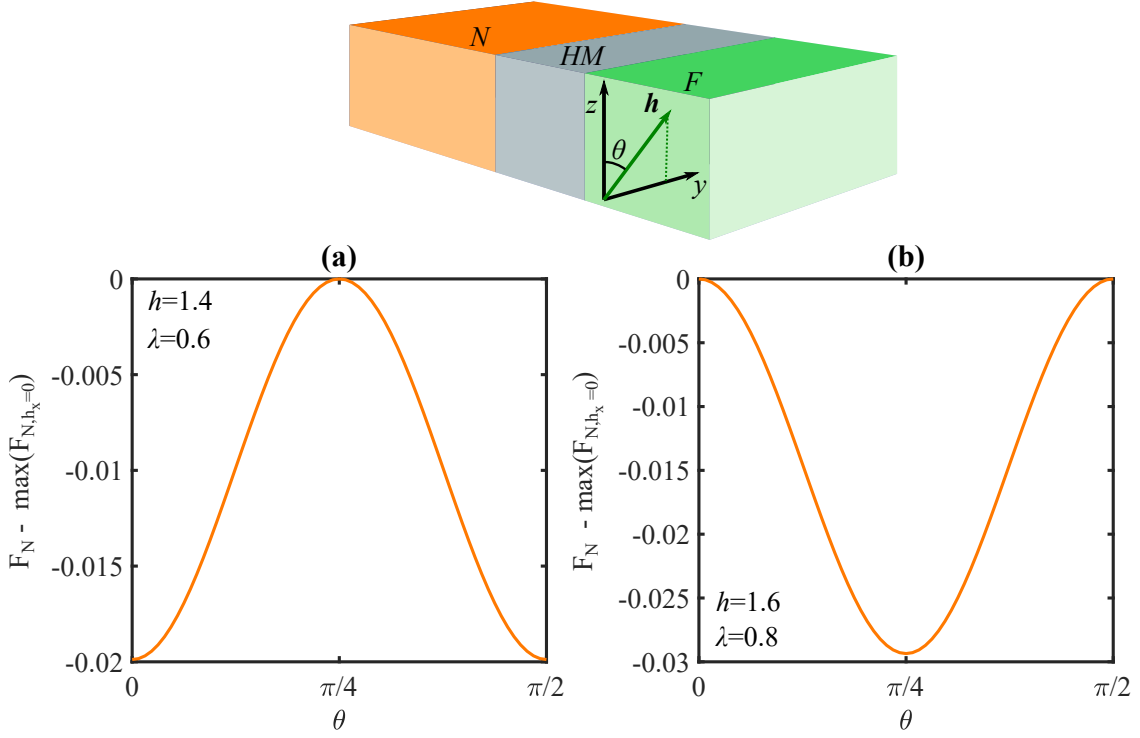 N
HM
F
z
h
θ
y
(a)
h=1.4
λ=0.6
0
-0.005
-0.01
-0.015
-0.02
F_N - max(F_{N,h_x=0})
0
π/4
π/2
θ
(b)
h=1.6
λ=0.8
0
-0.005
-0.01
-0.015
-0.02
-0.025
-0.03
F_N - max(F_{N,h_x=0})
0
π/4
π/2
θ